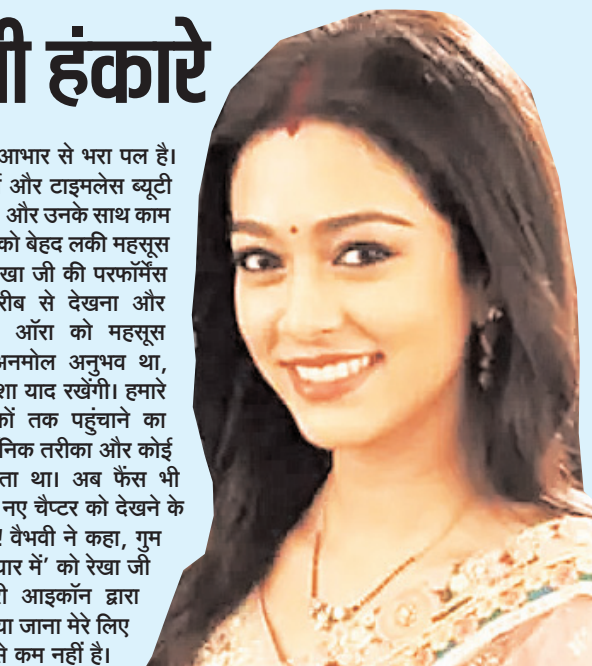 हंकारे
आभार से भरा पल है।
और टाइमलेस ब्यूटी
और उनके साथ काम
को बेहद लकी महसूस
जी की परफॉर्मेंस
से देखना और
ऑरा को महसूस
अनुभव था,
याद रखेंगी। हमारे
तक पहुंचाने का
तरीका और कोई
था। अब फैंस भी
नए चैप्टर को देखने के
वैभवी ने कहा, गुम
में’ को रेखा जी
आइकॉन द्वारा
जाना मेरे लिए
कम नहीं है।